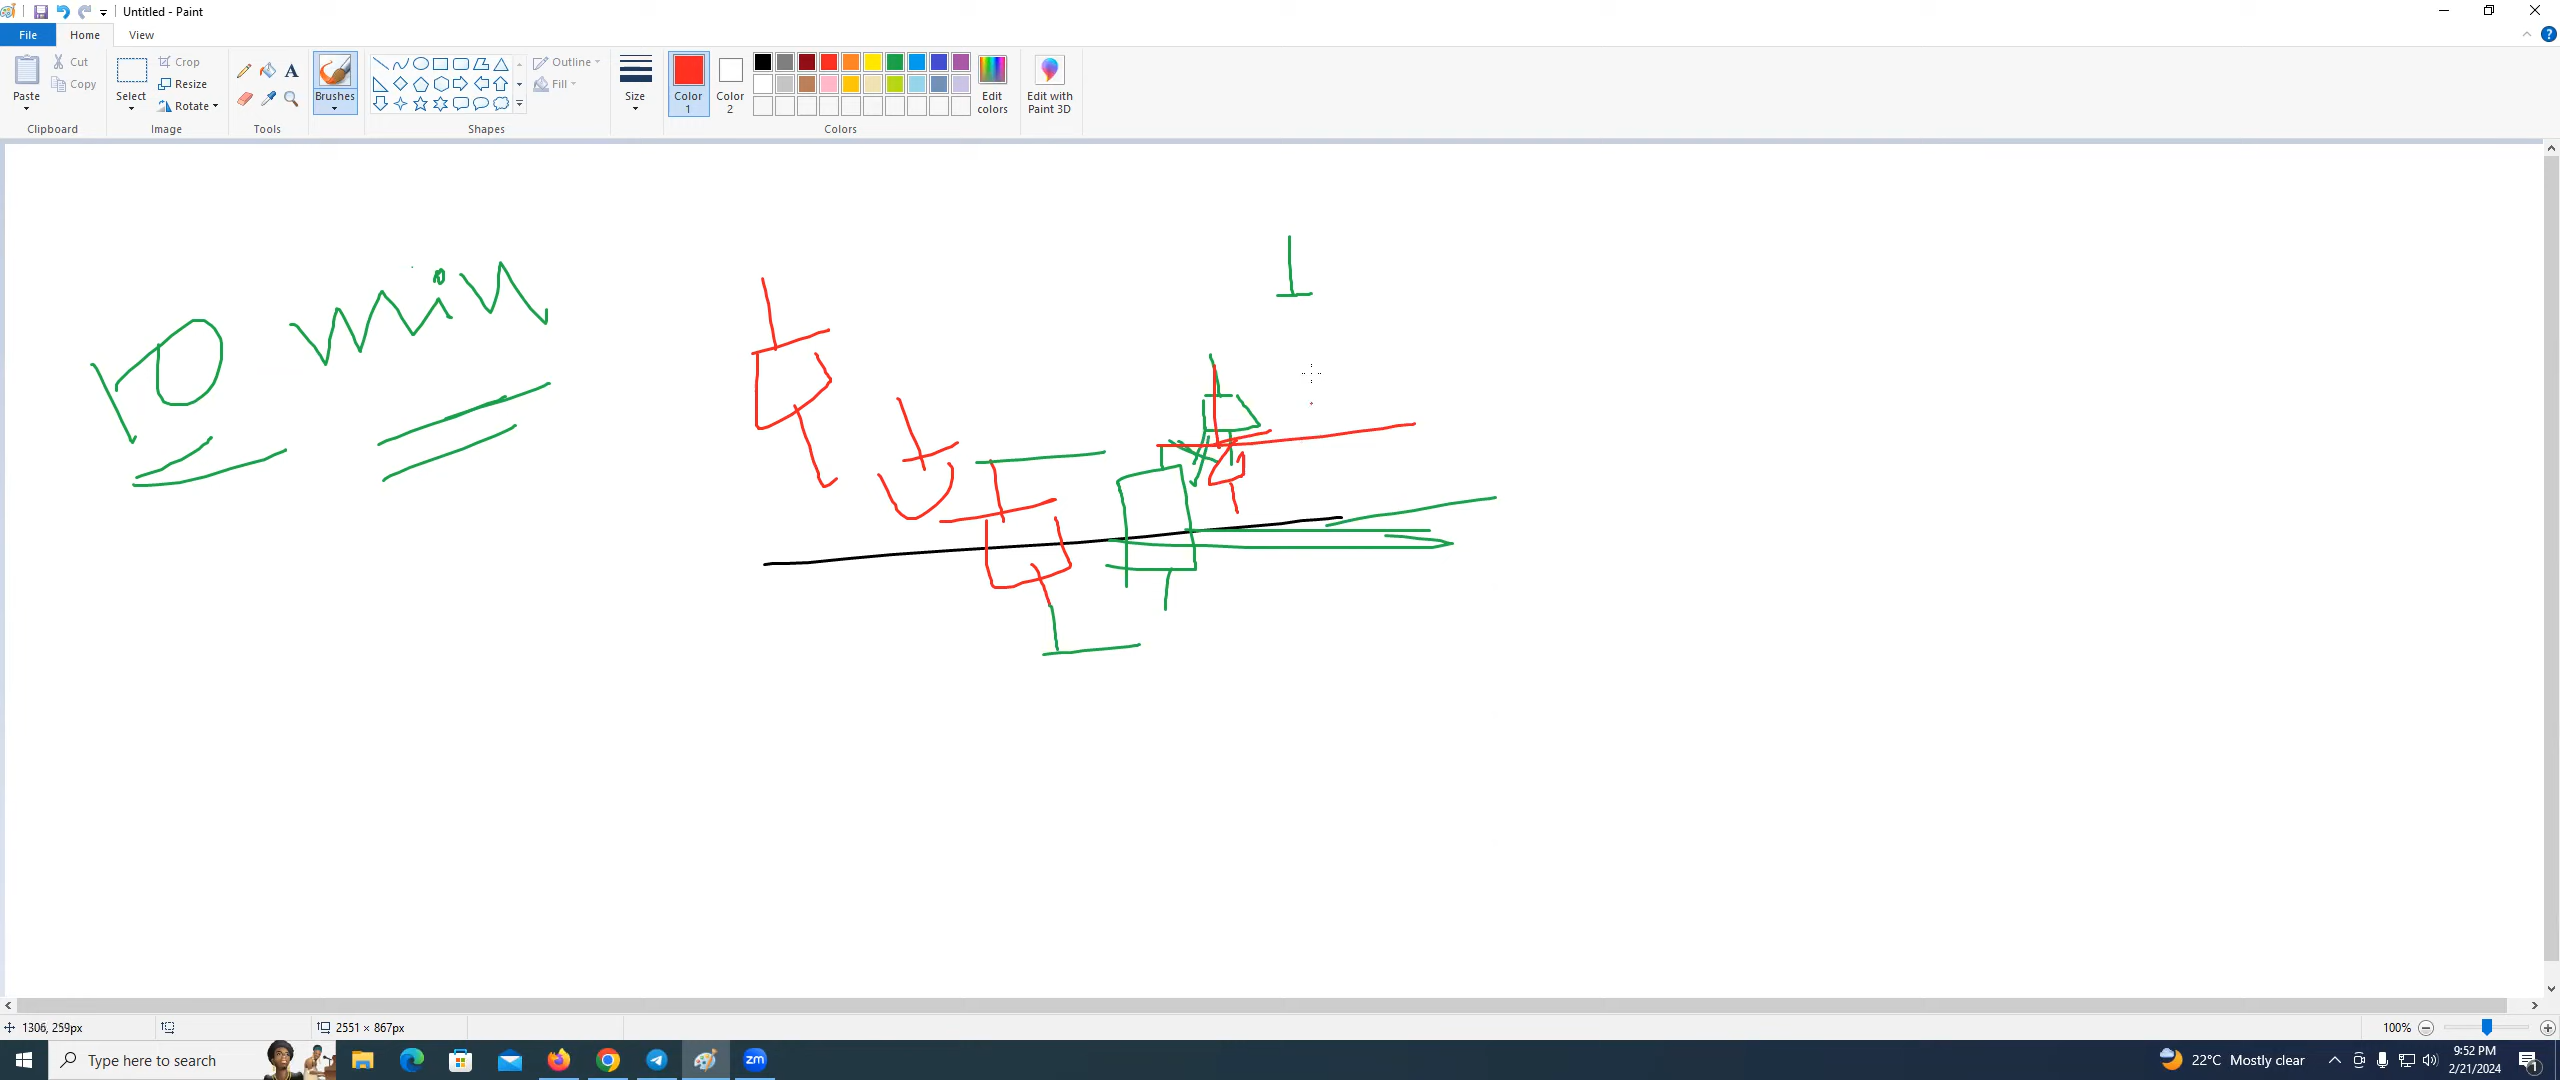 Untitled - Paint
File Home View
Paste Cut Copy Clipboard
Select Crop Resize Rotate Image
Tools
Brushes
Shapes Outline Fill
Size
Color 1 Color 2 Edit colors Colors
Edit with Paint 3D
10 min
1306, 259px 2551 × 867px 100%
Type here to search
zm
22°C Mostly clear
9:52 PM
2/21/2024
1